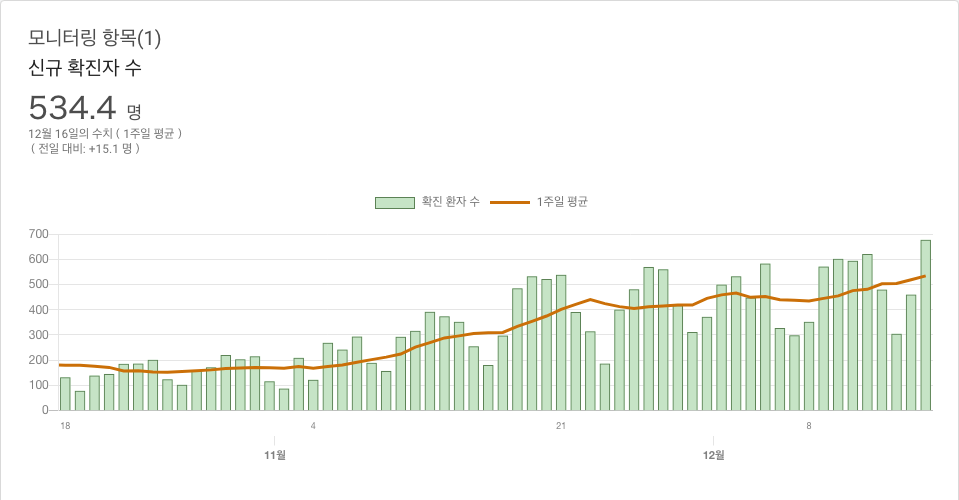 모니터링 항목(1)
신규 확진자 수
534.4 명
12월 16일의 수치 ( 1주일 평균 )
( 전일 대비: +15.1 명 )
확진 환자 수 1주일 평균
700
600
500
400
300
200
100
0
18 4 21 8
11월 12월